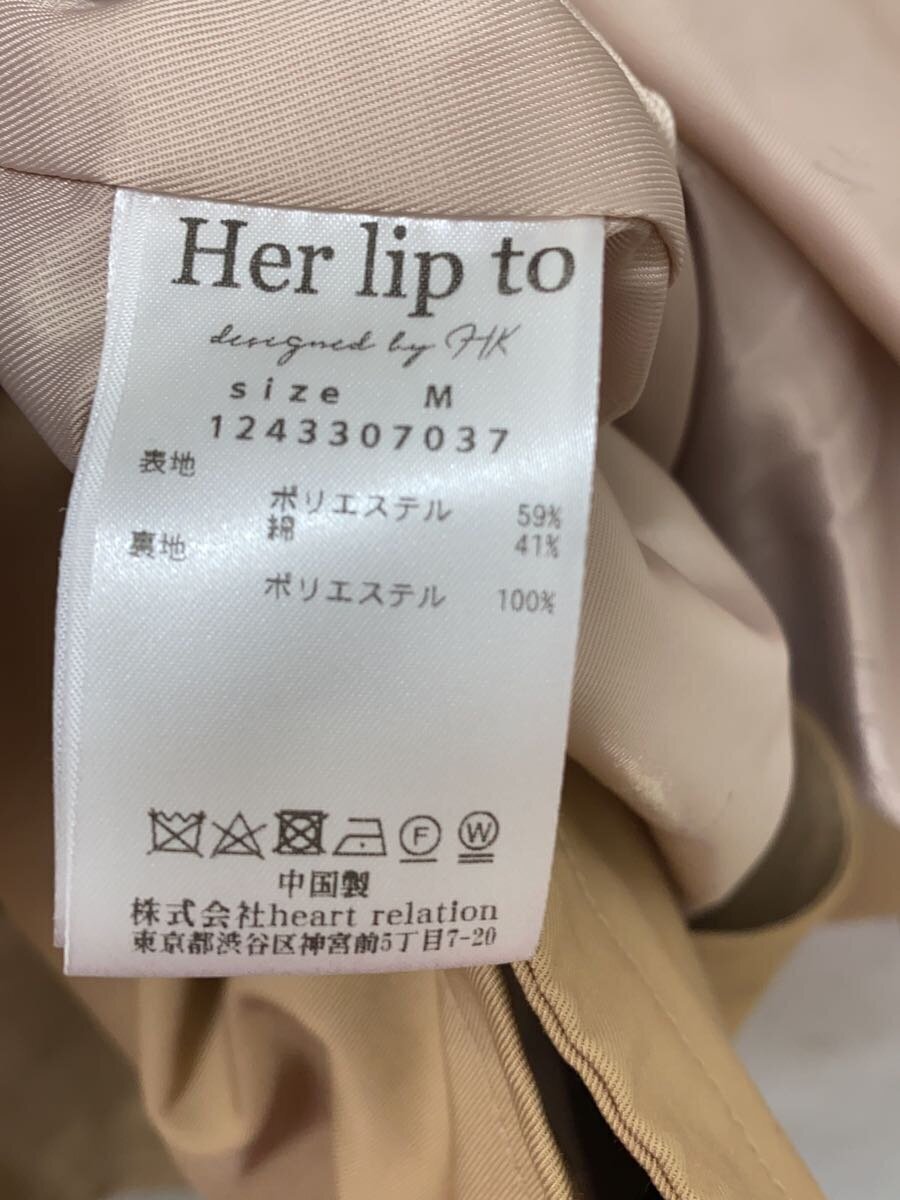 Her lip to
designed by HK
size M
1243307037
表地
ポリエステル 59%
綿 41%
裏地
ポリエステル 100%
F W
中国製
株式会社heart relation
東京都渋谷区神宮前5丁目7-20